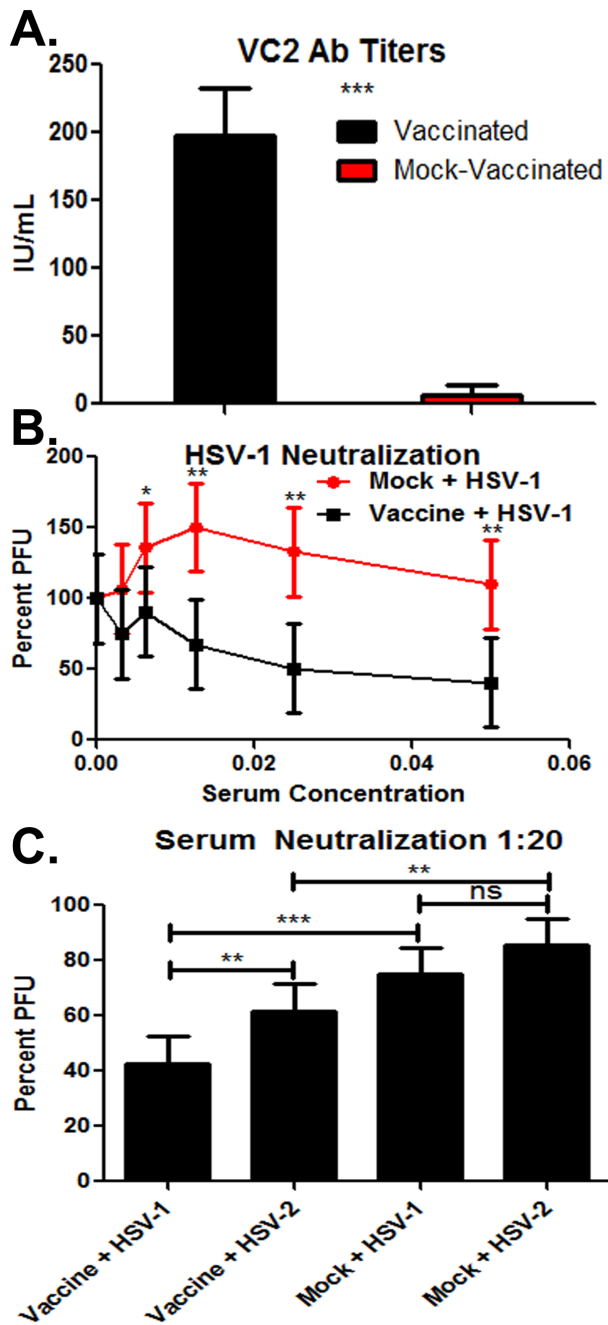 A.
VC2 Ab Titers
250
200
150
100
50
0
IU/mL
***
Vaccinated
Mock-Vaccinated
B.
HSV-1 Neutralization
200
150
100
50
0
Percent PFU
Mock + HSV-1
Vaccine + HSV-1
*
**
**
**
0.00 0.02 0.04 0.06
Serum Concentration
C.
Serum Neutralization 1:20
100
80
60
40
20
0
Percent PFU
**
ns
***
**
Vaccine + HSV-1
Vaccine + HSV-2
Mock + HSV-1
Mock + HSV-2